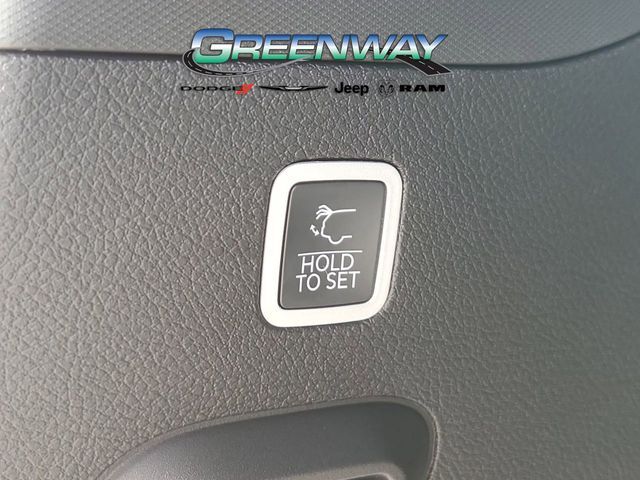 GREENWAY
DODGE Jeep RAM
HOLD
TO SET